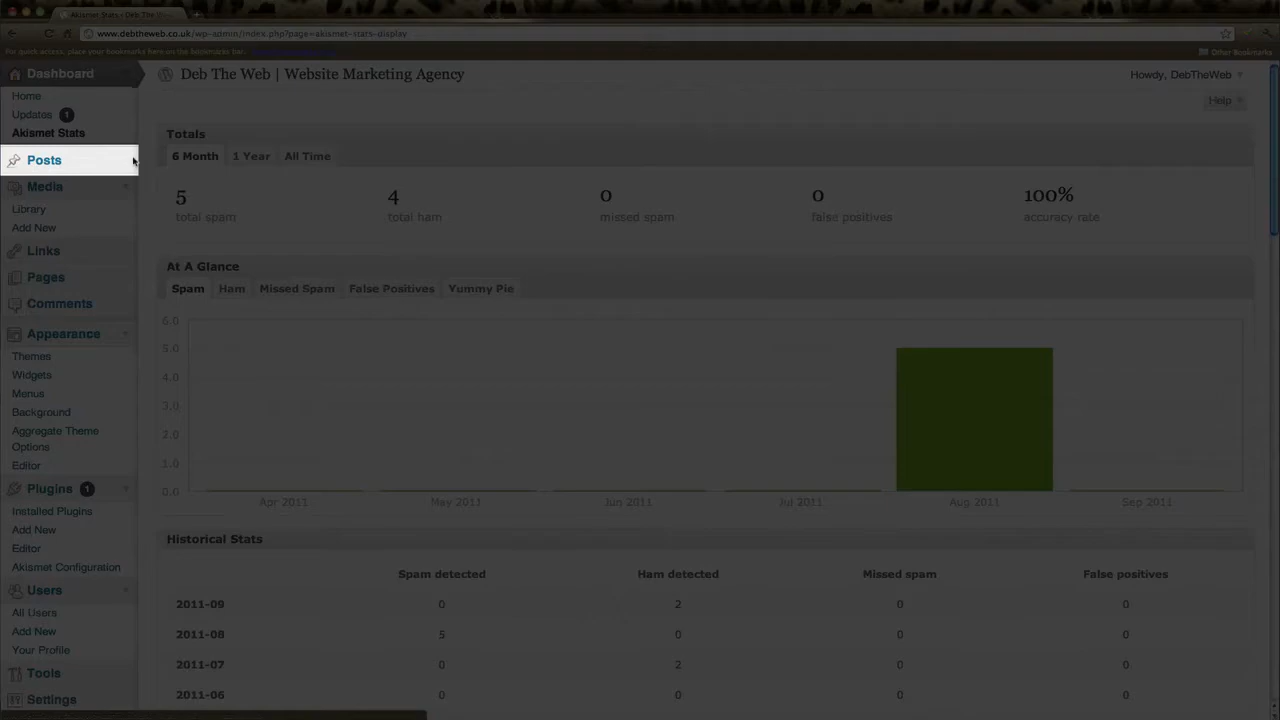 Akismet Stats ‹ Deb The We
www.debtheweb.co.uk/wp-admin/index.php?page=akismet-stats-display
For quick access, place your bookmarks here on the bookmarks bar.
Other Bookmarks
Deb The Web | Website Marketing Agency
Howdy, DebTheWeb
Help
Dashboard
Home
Updates 1
Akismet Stats
Posts
Media
Library
Add New
Links
Pages
Comments
Appearance
Themes
Widgets
Menus
Background
Aggregate Theme
Options
Editor
Plugins 1
Installed Plugins
Add New
Editor
Akismet Configuration
Users
All Users
Add New
Your Profile
Tools
Settings
Totals
6 Month 1 Year All Time
5 4 0 0 100%
total spam total ham missed spam false positives accuracy rate
At A Glance
Spam Ham Missed Spam False Positives Yummy Pie
6.0
5.0
4.0
3.0
2.0
1.0
0.0
Apr 2011 May 2011 Jun 2011 Jul 2011 Aug 2011 Sep 2011
Historical Stats
Spam detected Ham detected Missed spam False positives
2011-09 0 2 0 0
2011-08 5 0 0 0
2011-07 0 2 0 0
2011-06 0 0 0 0